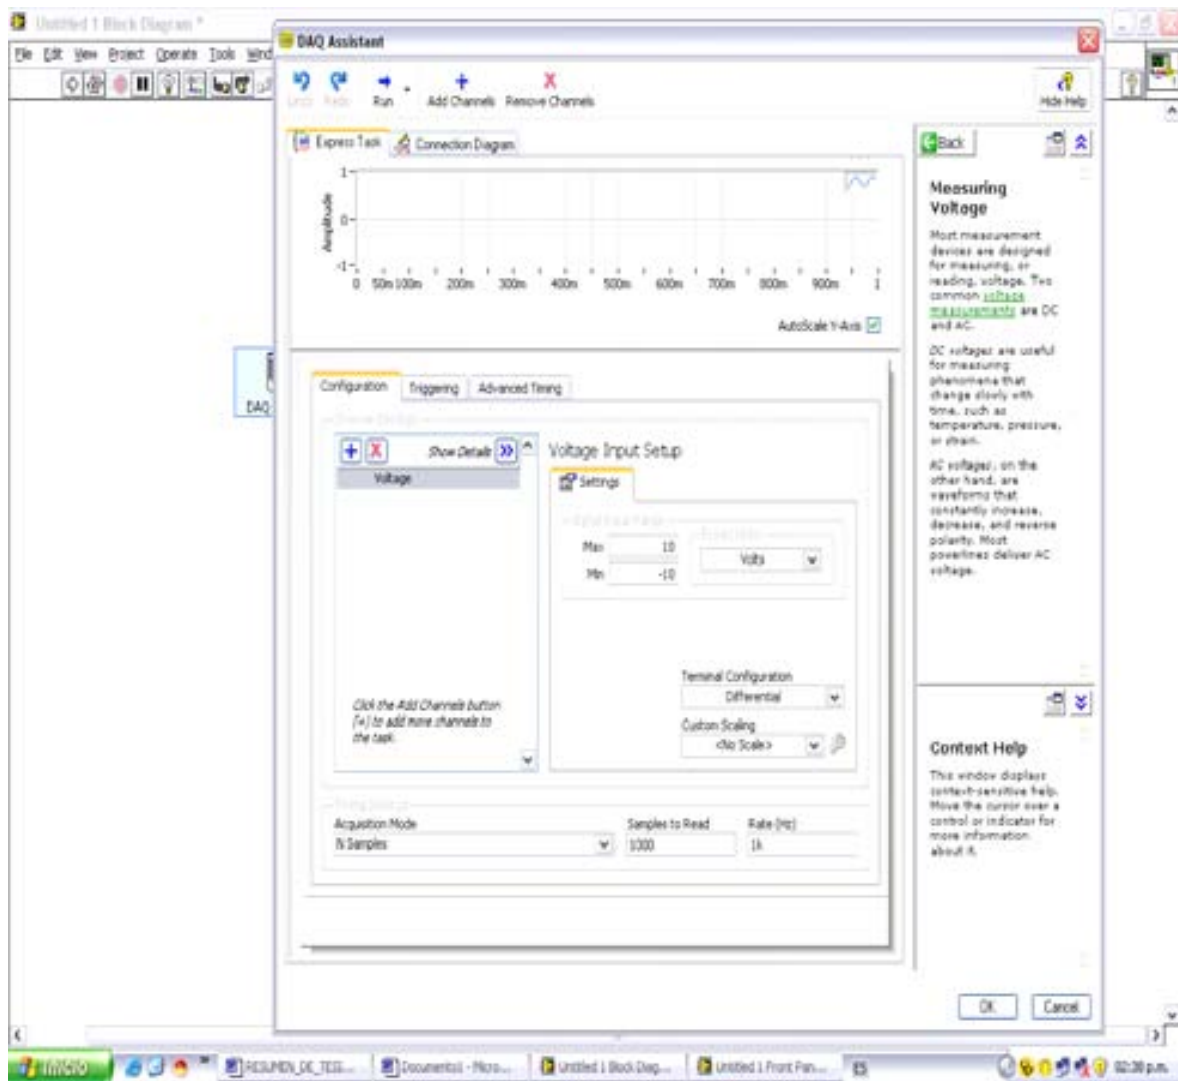 Untitled 1 Block Diagram *
File Edit View Project Operate Tools Wind
DAQ Assistant
Undo Redo Run Add Channels Remove Channels
Hide Help
Express Task Connection Diagram
Amplitude
1
0
-1
0 50m 100m 200m 300m 400m 500m 600m 700m 800m 900m 1
AutoScale Y-Axis
DAQ
Configuration Triggering Advanced Timing
Show Details
Voltage
Click the Add Channels button
(+) to add more channels to
the task.
Voltage Input Setup
Settings
Max 10
Min -10
Volts
Terminal Configuration
Differential
Custom Scaling
<No Scale>
Acquisition Mode
N Samples
Samples to Read
1000
Rate (Hz)
1k
Back
Measuring
Voltage
Most measurement
devices are designed
for measuring, or
reading, voltage. Two
common voltage
measurements are DC
and AC.
DC voltages are useful
for measuring
phenomena that
change slowly with
time, such as
temperature, pressure,
or strain.
AC voltages, on the
other hand, are
waveforms that
constantly increase,
decrease, and reverse
polarity. Most
powerlines deliver AC
voltage.
Context Help
This window displays
context-sensitive help.
Move the cursor over a
control or indicator for
more information
about it.
OK Cancel
Inicio
RESUMEN_DE_TESI...
Documento1 - Micro...
Untitled 1 Block Diag...
Untitled 1 Front Pan...
ES
02:38 p.m.